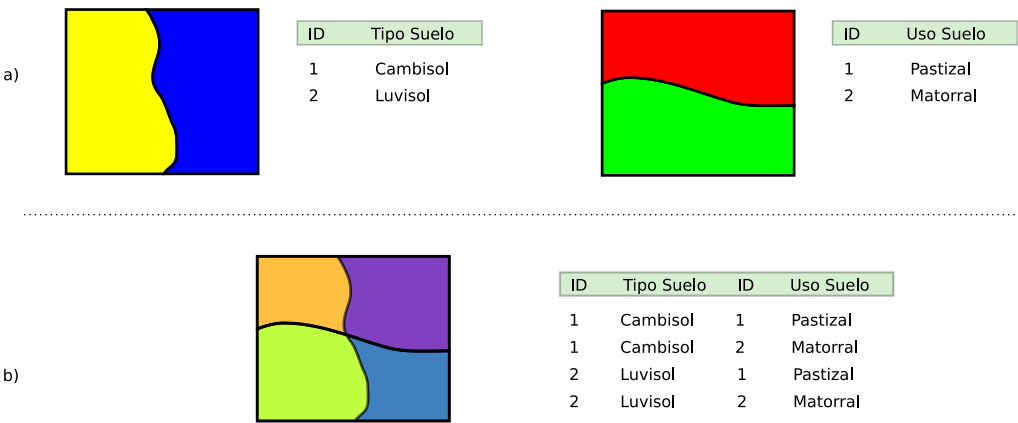 ID Tipo Suelo
1 Cambisol
2 Luvisol
ID Uso Suelo
1 Pastizal
2 Matorral
a)
ID Tipo Suelo ID Uso Suelo
1 Cambisol 1 Pastizal
1 Cambisol 2 Matorral
2 Luvisol 1 Pastizal
2 Luvisol 2 Matorral
b)